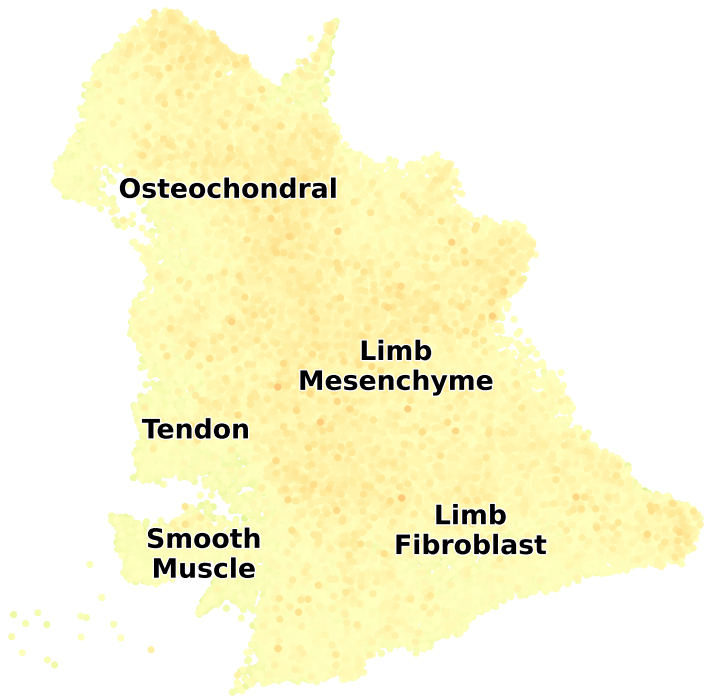 Osteochondral
Limb
Mesenchyme
Tendon
Limb
Fibroblast
Smooth
Muscle